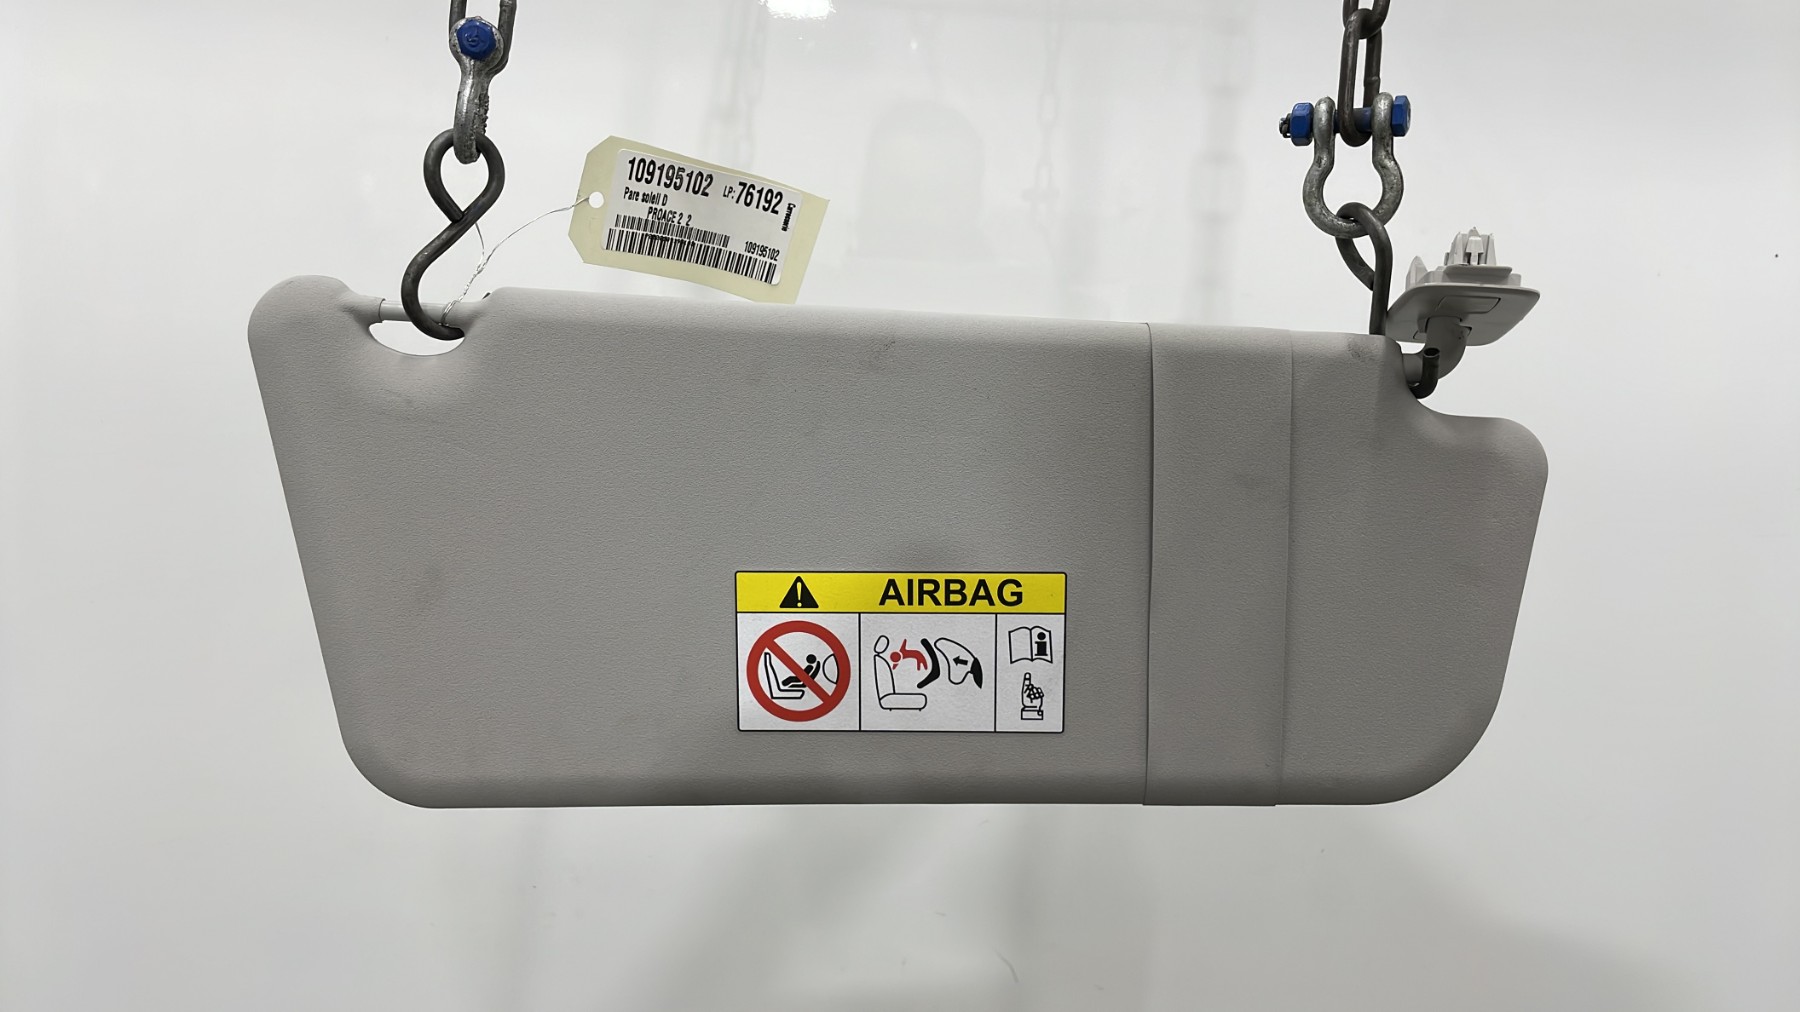 109195102 LP: 76192
Pare soleil D
PROACE 2 2
109195102
AIRBAG